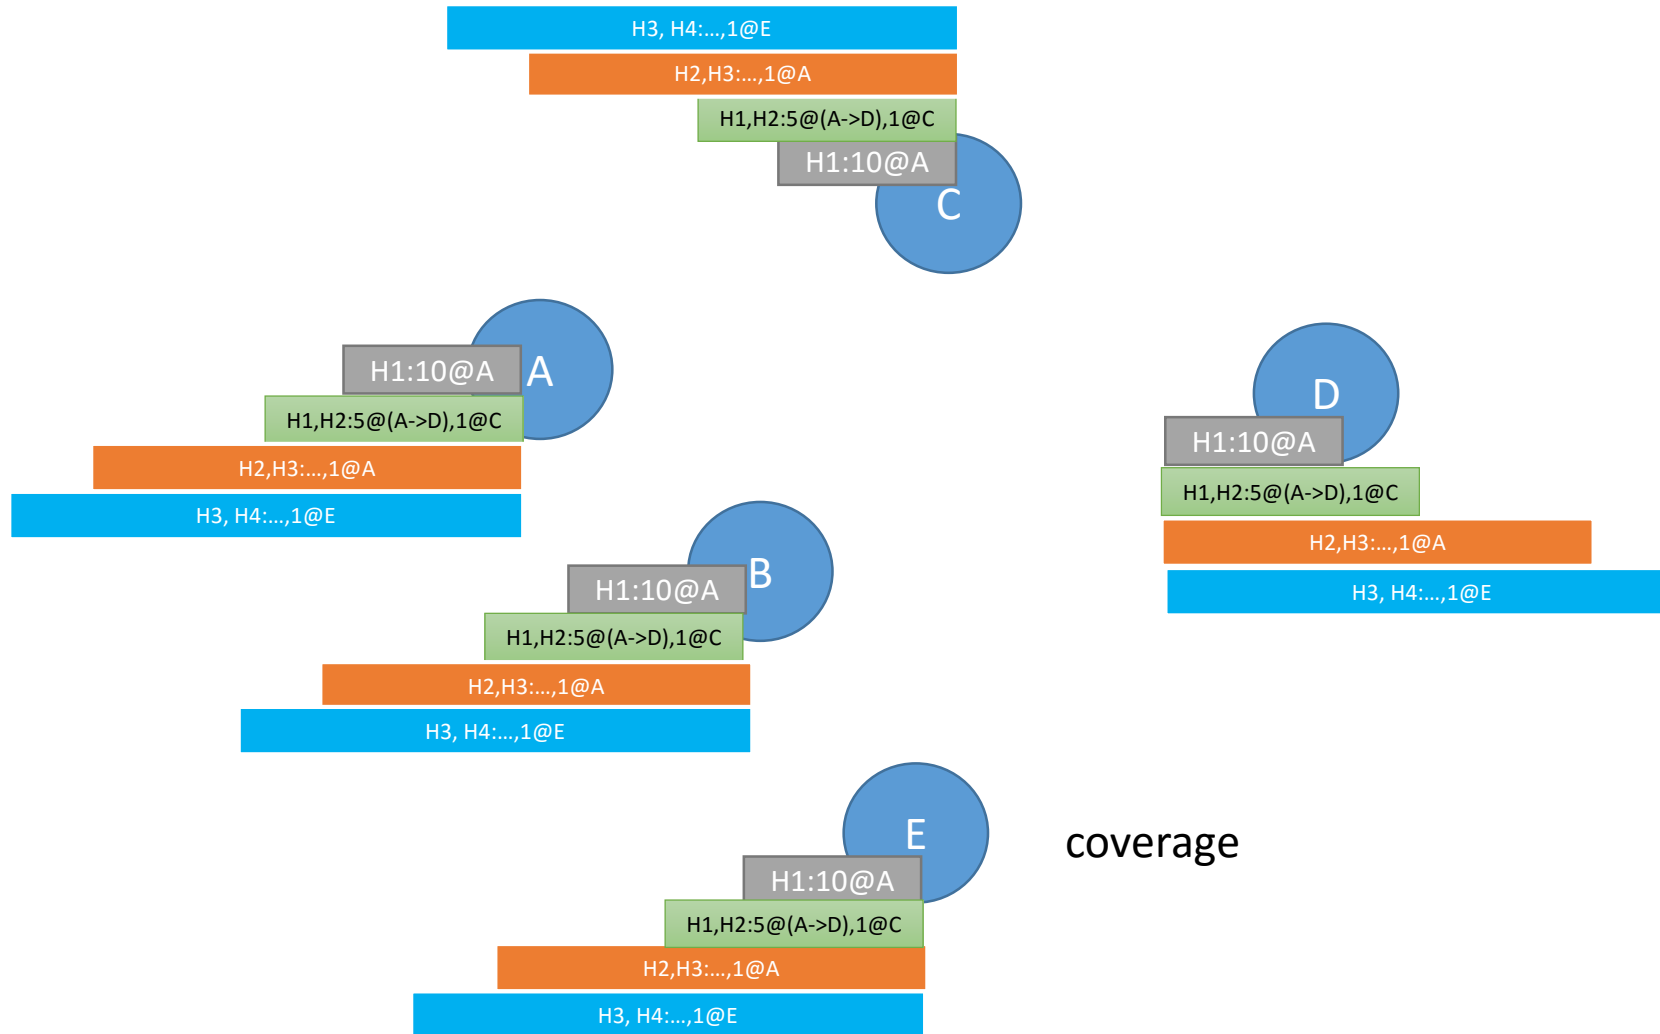 H3, H4:...,1@E
H2,H3:...,1@A
H1,H2:5@(A->D),1@C
H1:10@A
C
A
H1:10@A
H1,H2:5@(A->D),1@C
H2,H3:...,1@A
H3, H4:...,1@E
D
H1:10@A
H1,H2:5@(A->D),1@C
H2,H3:...,1@A
H3, H4:...,1@E
B
H1:10@A
H1,H2:5@(A->D),1@C
H2,H3:...,1@A
H3, H4:...,1@E
E
coverage
H1:10@A
H1,H2:5@(A->D),1@C
H2,H3:...,1@A
H3, H4:...,1@E